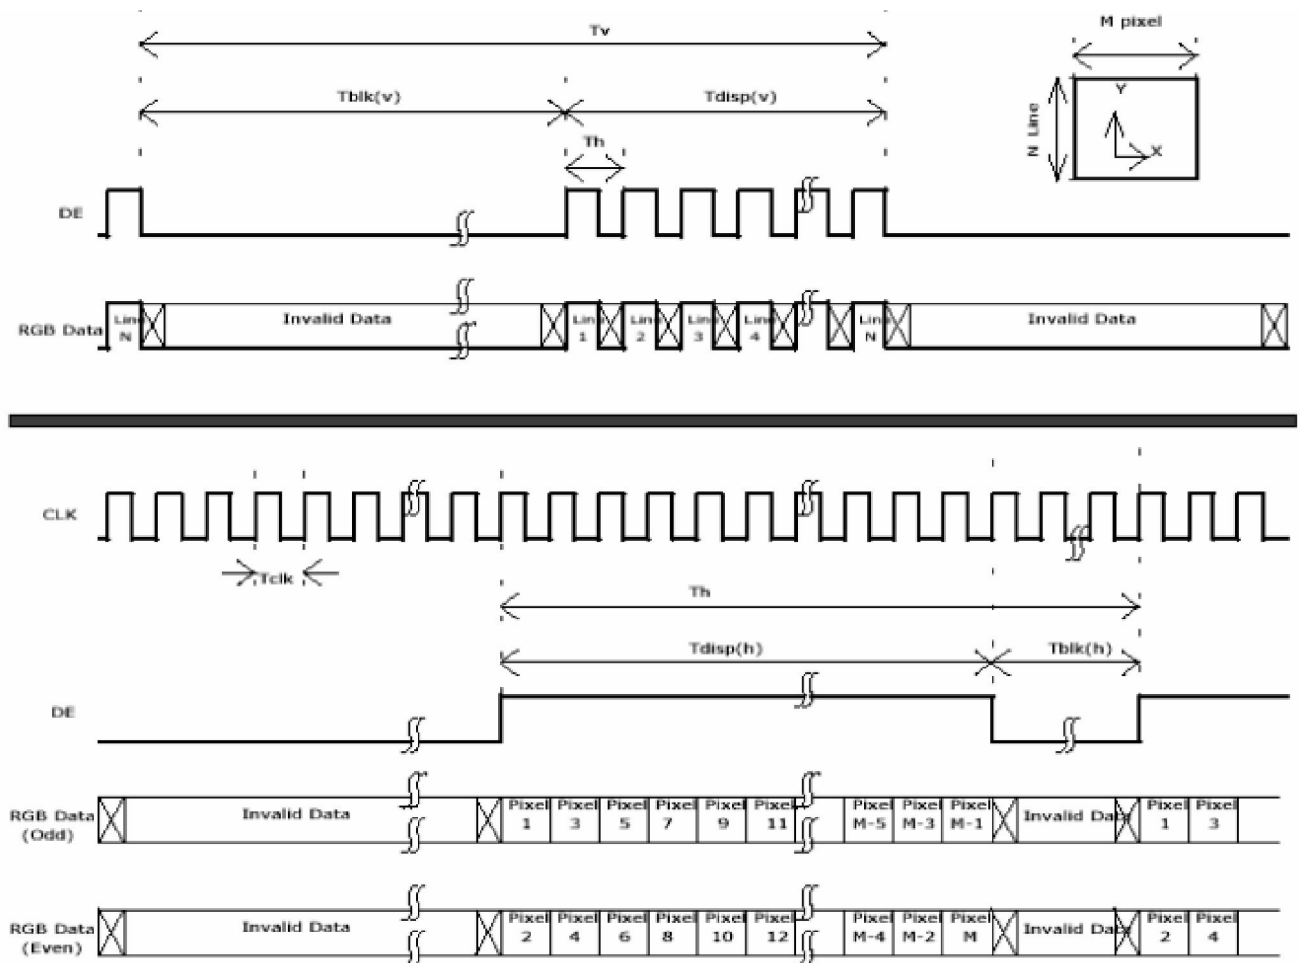 Tv
M pixel
Tblk(v)
Tdisp(v)
Y
N Line
Th
X
DE
RGB Data
Line N
Invalid Data
Line 1
Line 2
Line 3
Line 4
Line N
Invalid Data
CLK
Tclk
Th
Tdisp(h)
Tblk(h)
DE
RGB Data (Odd)
Invalid Data
Pixel 1
Pixel 3
Pixel 5
Pixel 7
Pixel 9
Pixel 11
Pixel M-5
Pixel M-3
Pixel M-1
Invalid Data
Pixel 1
Pixel 3
RGB Data (Even)
Invalid Data
Pixel 2
Pixel 4
Pixel 6
Pixel 8
Pixel 10
Pixel 12
Pixel M-4
Pixel M-2
Pixel M
Invalid Data
Pixel 2
Pixel 4